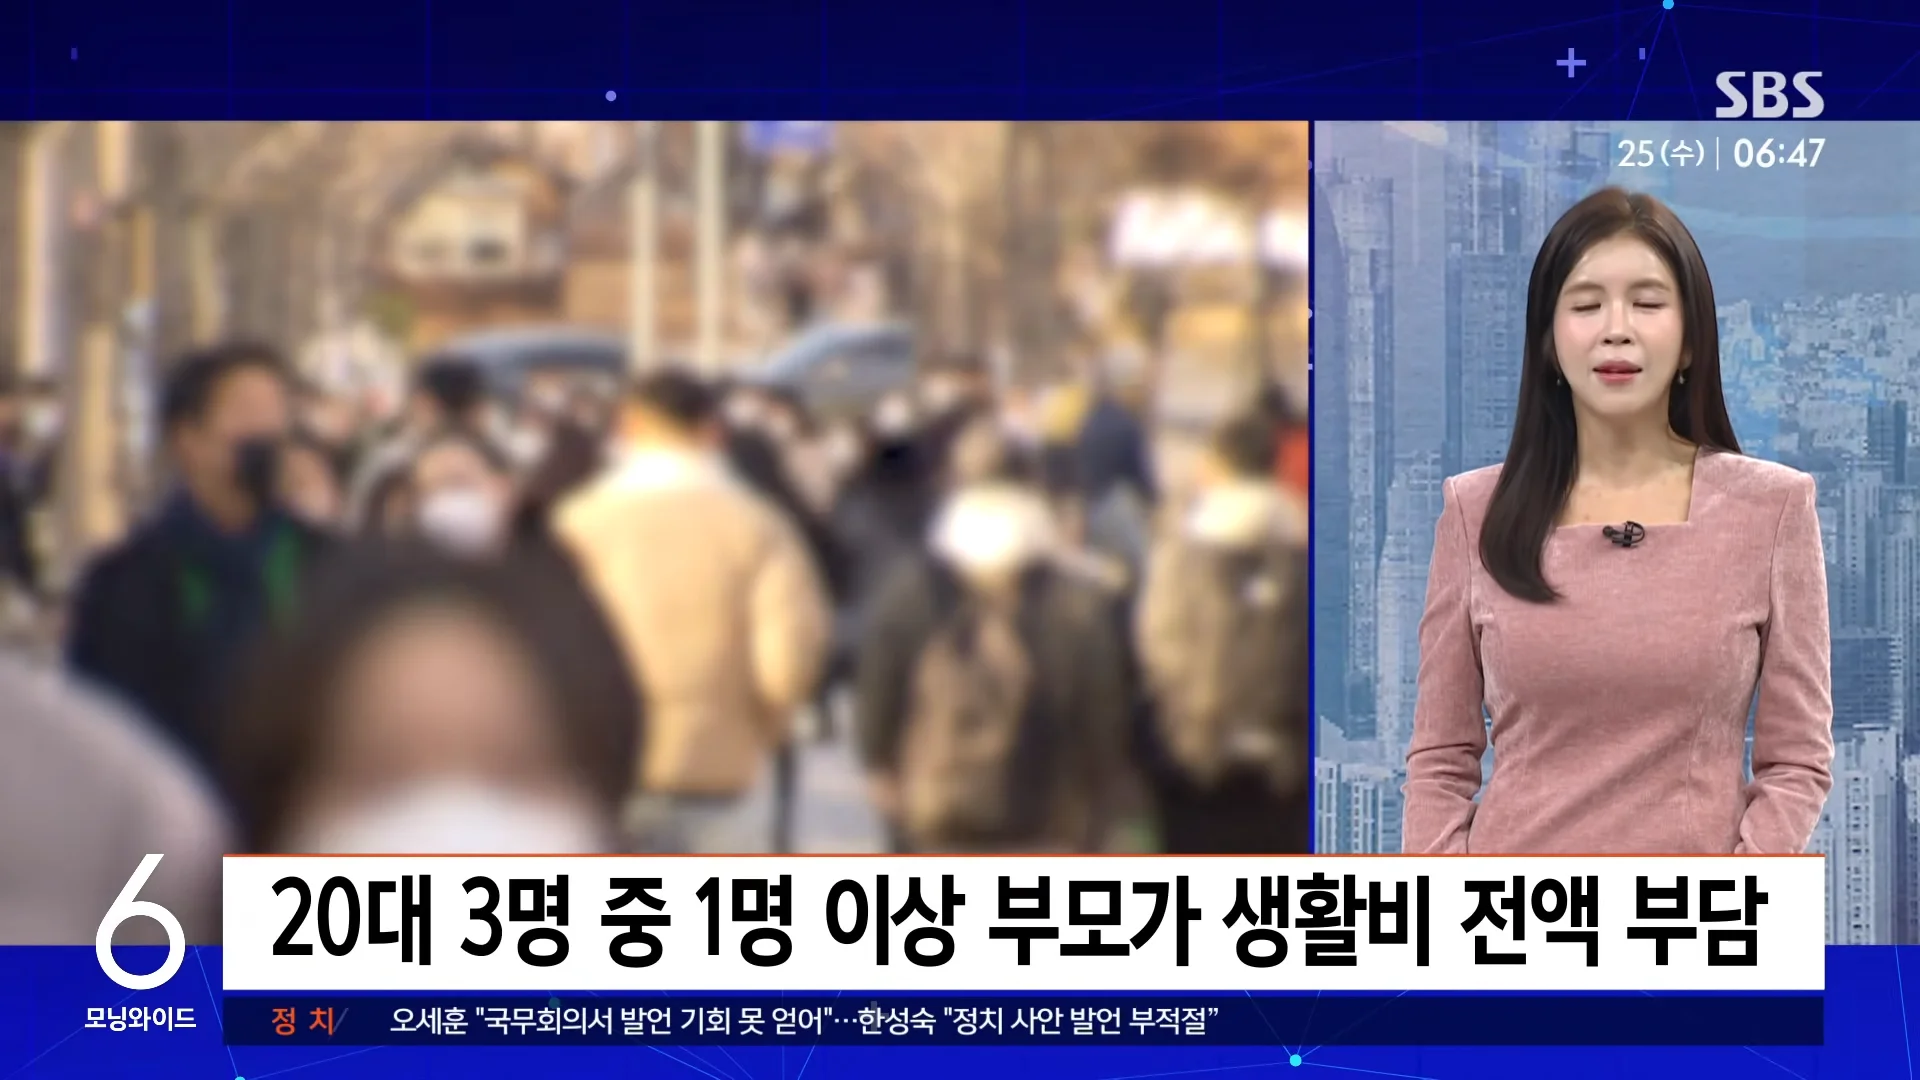 SBS
25(수) | 06:47
20대 3명 중 1명 이상 부모가 생활비 전액 부담
6
모닝와이드
정치/ 오세훈 "국무회의서 발언 기회 못 얻어"…한성숙 "정치 사안 발언 부적절”